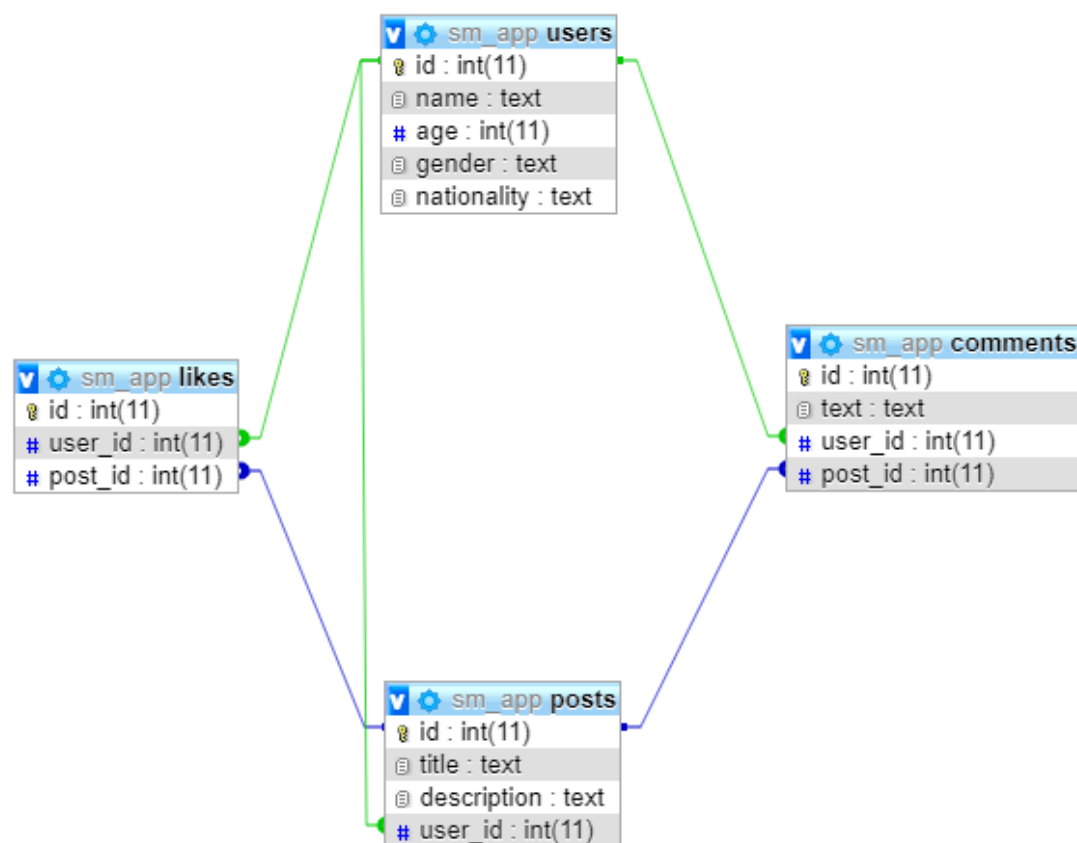 sm_app users
id : int(11)
name : text
# age : int(11)
gender : text
nationality : text
v sm_app likes
id : int(11)
# user_id : int(11)
# post_id : int(11)
v sm_app comments
id : int(11)
text : text
# user_id : int(11)
# post_id : int(11)
v sm_app posts
id : int(11)
title : text
description : text
# user_id : int(11)